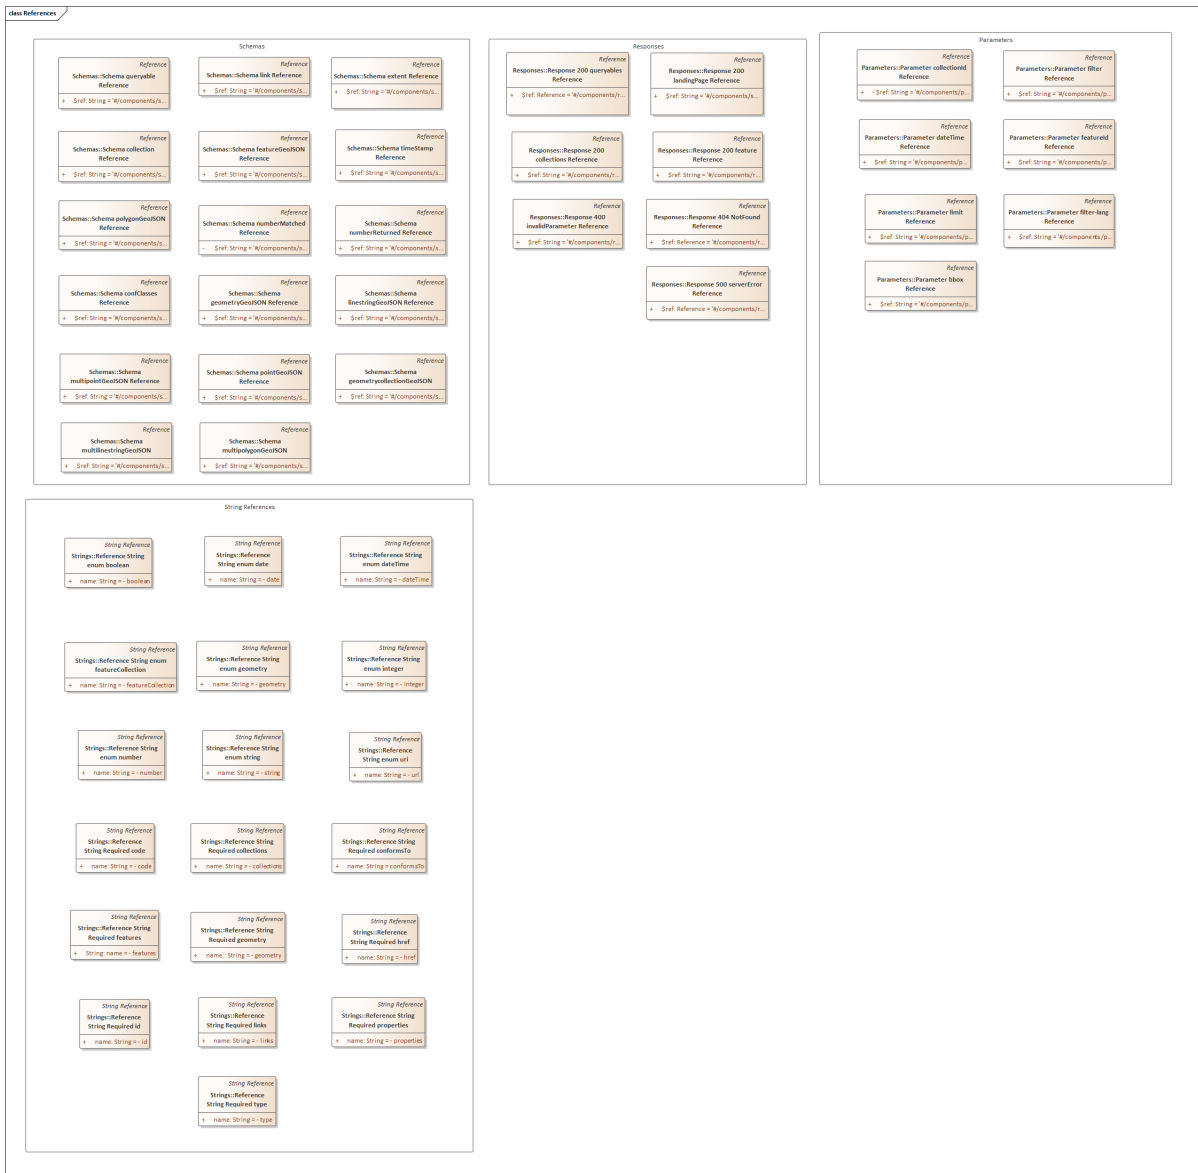 class References
Schemas
Reference
Schemas::Schema queryable
Reference
+ $ref: String = '#/components/s...
Reference
Schemas::Schema link Reference
+ $ref: String = '#/components/s...
Reference
Schemas::Schema extent Reference
+ $ref: String = '#/components/s...
Reference
Schemas::Schema collection
Reference
+ $ref: String = '#/components/s...
Reference
Schemas::Schema featureGeoJSON
Reference
+ $ref: String = '#/components/s...
Reference
Schemas::Schema timeStamp
Reference
+ $ref: String = '#/components/s...
Reference
Schemas::Schema polygonGeoJSON
Reference
+ $ref: String = '#/components/s...
Reference
Schemas::Schema numberMatched
Reference
- $ref: String = '#/components/s...
Reference
Schemas::Schema
numberReturned Reference
+ $ref: String = '#/components/s...
Reference
Schemas::Schema confClasses
Reference
+ $ref: String = '#/components/s...
Reference
Schemas::Schema
geometryGeoJSON Reference
+ $ref: String = '#/components/s...
Reference
Schemas::Schema
linestringGeoJSON Reference
+ $ref: String = '#/components/s...
Reference
Schemas::Schema
multipointGeoJSON Reference
+ $ref: String = '#/components/s...
Reference
Schemas::Schema pointGeoJSON
Reference
+ $ref: String = '#/components/s...
Reference
Schemas::Schema
geometrycollectionGeoJSON
+ $ref: String = '#/components/s...
Reference
Schemas::Schema
multilinestringGeoJSON
+ $ref: String = '#/components/s...
Reference
Schemas::Schema
multipolygonGeoJSON
+ $ref: String = '#/components/s...
Responses
Reference
Responses::Response 200 queryables
Reference
+ $ref: Reference = '#/components/r...
Reference
Responses::Response 200
landingPage Reference
+ $ref: String = '#/components/s...
Reference
Responses::Response 200
collections Reference
+ $ref: String = '#/components/r...
Reference
Responses::Response 200 feature
Reference
+ $ref: String = '#/components/r...
Reference
Responses::Response 400
invalidParameter Reference
+ $ref: String = '#/components/r...
Reference
Responses::Response 404 NotFound
Reference
+ $ref: Reference = '#/components/r...
Reference
Responses::Response 500 serverError
Reference
+ $ref: Reference = '#/components/r...
Parameters
Reference
Parameters::Parameter collectionId
Reference
+ - $ref: String = '#/components/p...
Reference
Parameters::Parameter filter
Reference
+ $ref: String = '#/components/p...
Reference
Parameters::Parameter dateTime
Reference
+ $ref: String = '#/components/p...
Reference
Parameters::Parameter featureId
Reference
+ $ref: String = '#/components/p...
Reference
Parameters::Parameter limit
Reference
+ $ref: String = '#/components/p...
Reference
Parameters::Parameter filter-lang
Reference
+ $ref: String = '#/components/p...
Reference
Parameters::Parameter bbox
Reference
+ $ref: String = '#/components/p...
String References
String Reference
Strings::Reference String
enum boolean
+ name: String = - boolean
String Reference
Strings::Reference
String enum date
+ name: String = - date
String Reference
Strings::Reference String
enum dateTime
+ name: String = - dateTime
String Reference
Strings::Reference String enum
featureCollection
+ name: String = - featureCollection
String Reference
Strings::Reference String
enum geometry
+ name: String = - geometry
String Reference
Strings::Reference String
enum integer
+ name: String = - integer
String Reference
Strings::Reference String
enum number
+ name: String = - number
String Reference
Strings::Reference String
enum string
+ name: String = - string
String Reference
Strings::Reference
String enum url
+ name: String = - url
String Reference
Strings::Reference
String Required code
+ name: String = - code
String Reference
Strings::Reference String
Required collections
+ name: String = - collections
String Reference
Strings::Reference String
Required conformsTo
+ name: String = conformsTo
String Reference
Strings::Reference String
Required features
+ String: name = - features
String Reference
Strings::Reference String
Required geometry
+ name`: String = - geometry
String Reference
Strings::Reference
String Required href
+ name: String = - href
String Reference
Strings::Reference
String Required id
+ name: String = - id
String Reference
Strings::Reference
String Required links
+ name: String = - links
String Reference
Strings::Reference String
Required properties
+ name: String = - properties
String Reference
Strings::Reference
String Required type
+ name: String = - type